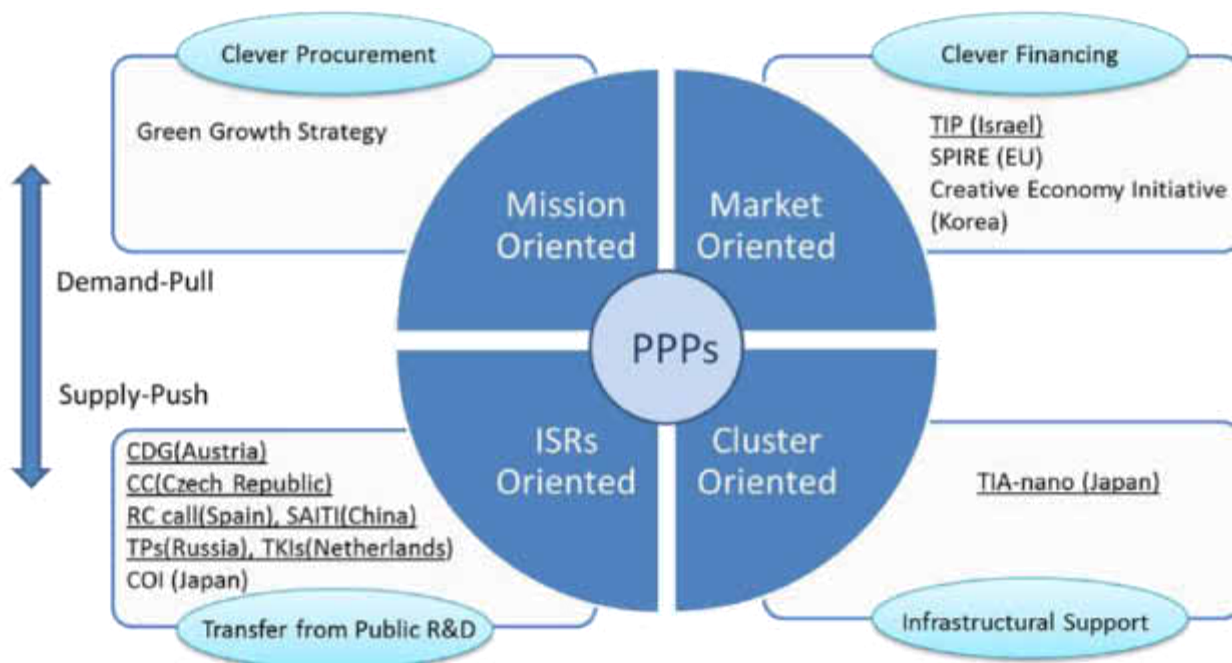 Clever Procurement
Green Growth Strategy
Clever Financing
TIP (Israel)
SPIRE (EU)
Creative Economy Initiative
(Korea)
Mission
Oriented
Market
Oriented
Demand-Pull
PPPs
Supply-Push
ISRs
Oriented
Cluster
Oriented
CDG(Austria)
CC(Czech Republic)
RC call(Spain), SAITI(China)
TPs(Russia), TKIs(Netherlands)
COI (Japan)
Transfer from Public R&D
TIA-nano (Japan)
Infrastructural Support